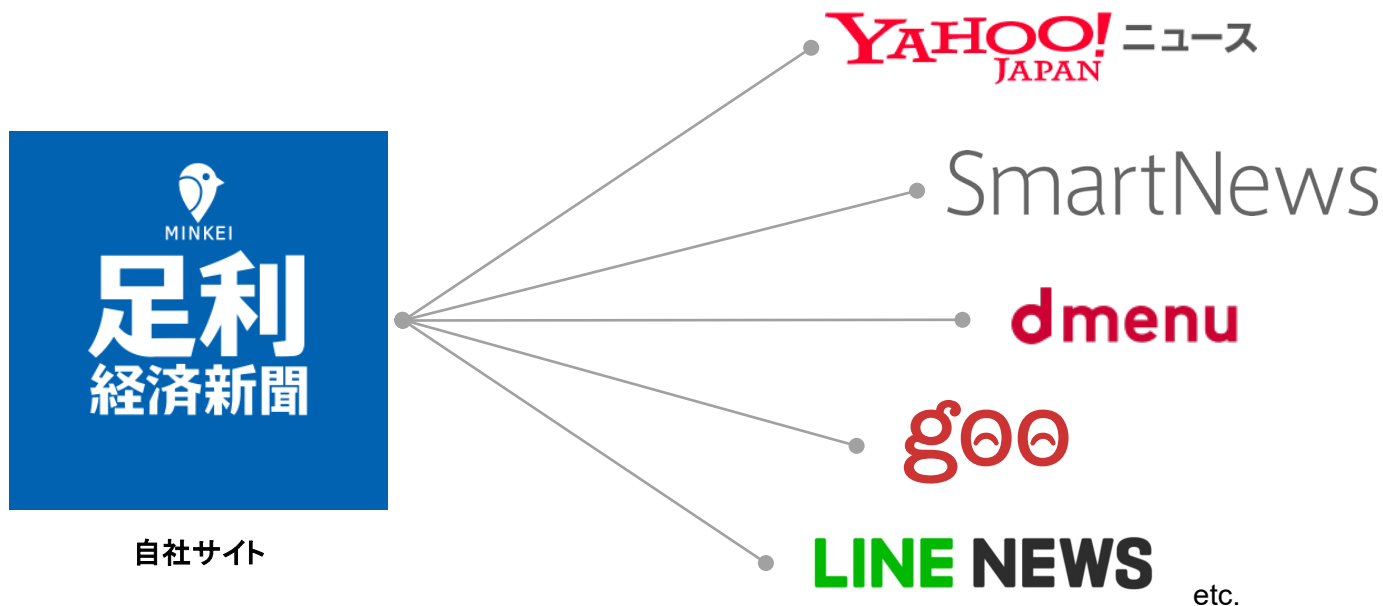 YAHOO! ニュース
JAPAN
SmartNews
MINKEI
足利
経済新聞
dmenu
goo
自社サイト
LINE NEWS
etc.